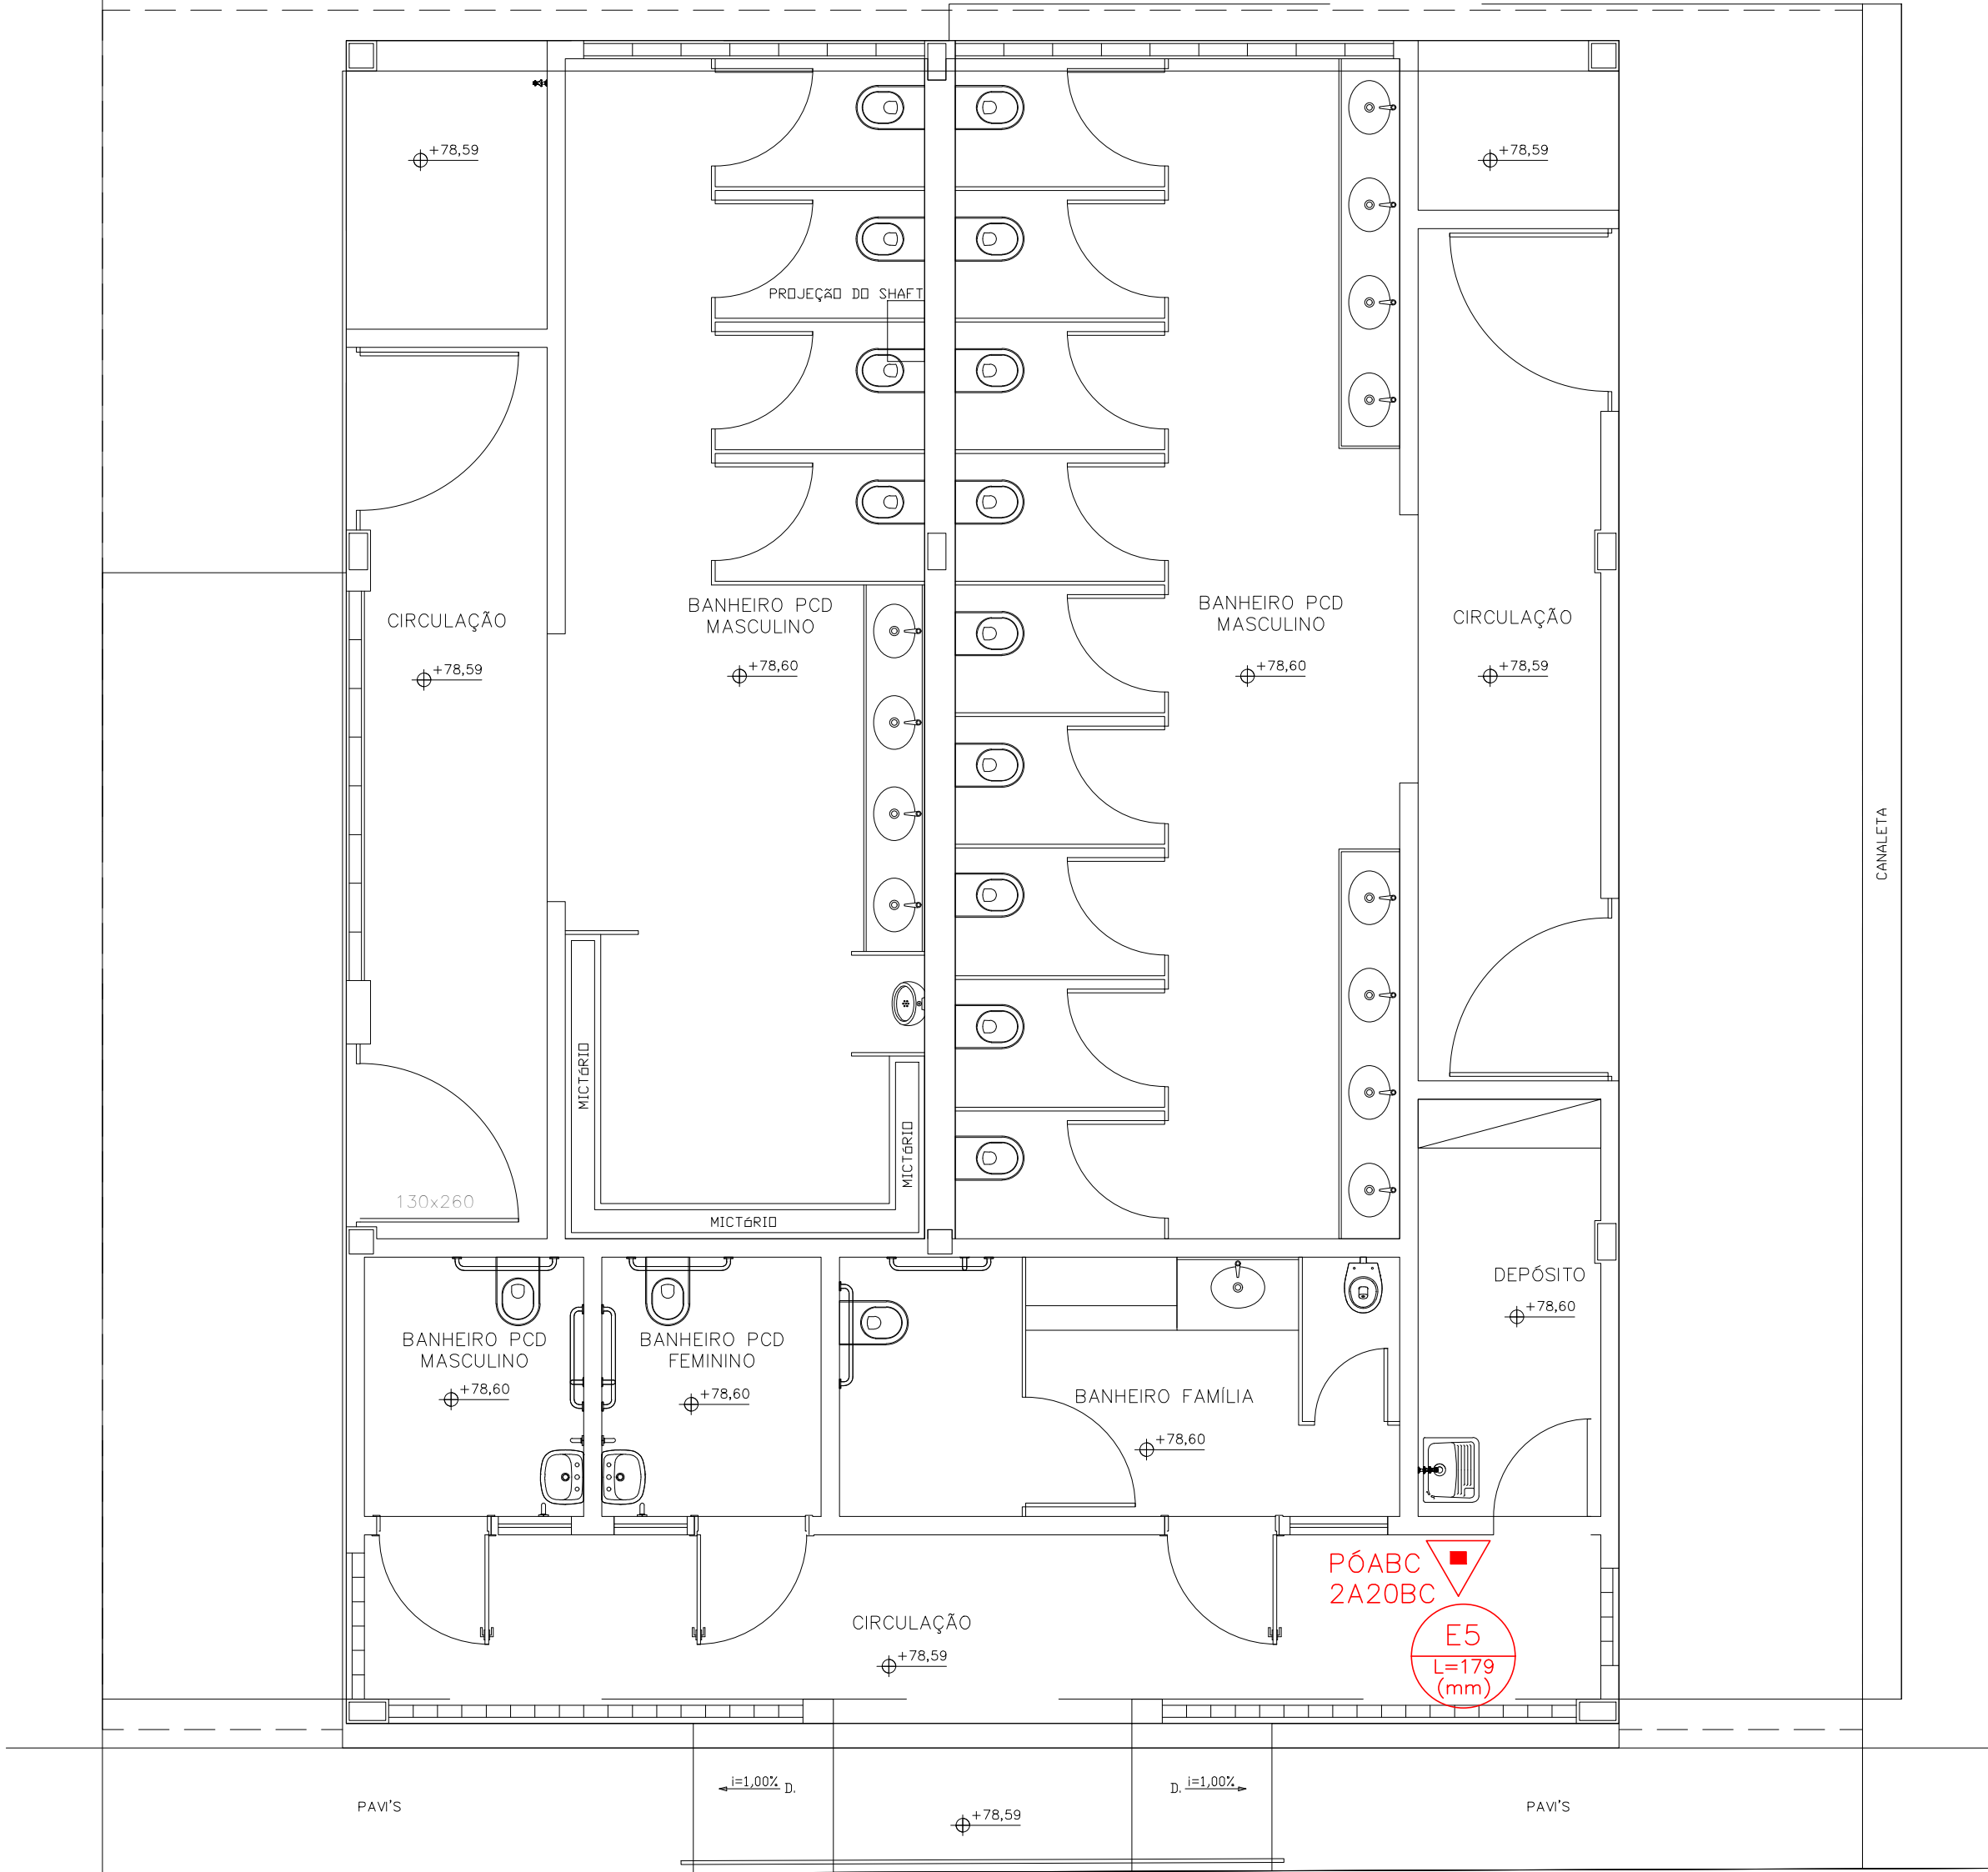 +78,59
+78,59
PROJEÇÃO DO SHAFT
CIRCULAÇÃO
+78,59
BANHEIRO PCD
MASCULINO
+78,60
BANHEIRO PCD
MASCULINO
+78,60
CIRCULAÇÃO
+78,59
CANALETA
MICTóRIO
MICTóRIO
MICTóRIO
130x260
BANHEIRO PCD
MASCULINO
+78,60
BANHEIRO PCD
FEMININO
+78,60
BANHEIRO FAMÍLIA
+78,60
DEPÓSITO
+78,60
PÓABC
2A20BC
E5
L=179
(mm)
CIRCULAÇÃO
+78,59
PAVI'S
i=1,00% D.
D. i=1,00%
+78,59
PAVI'S